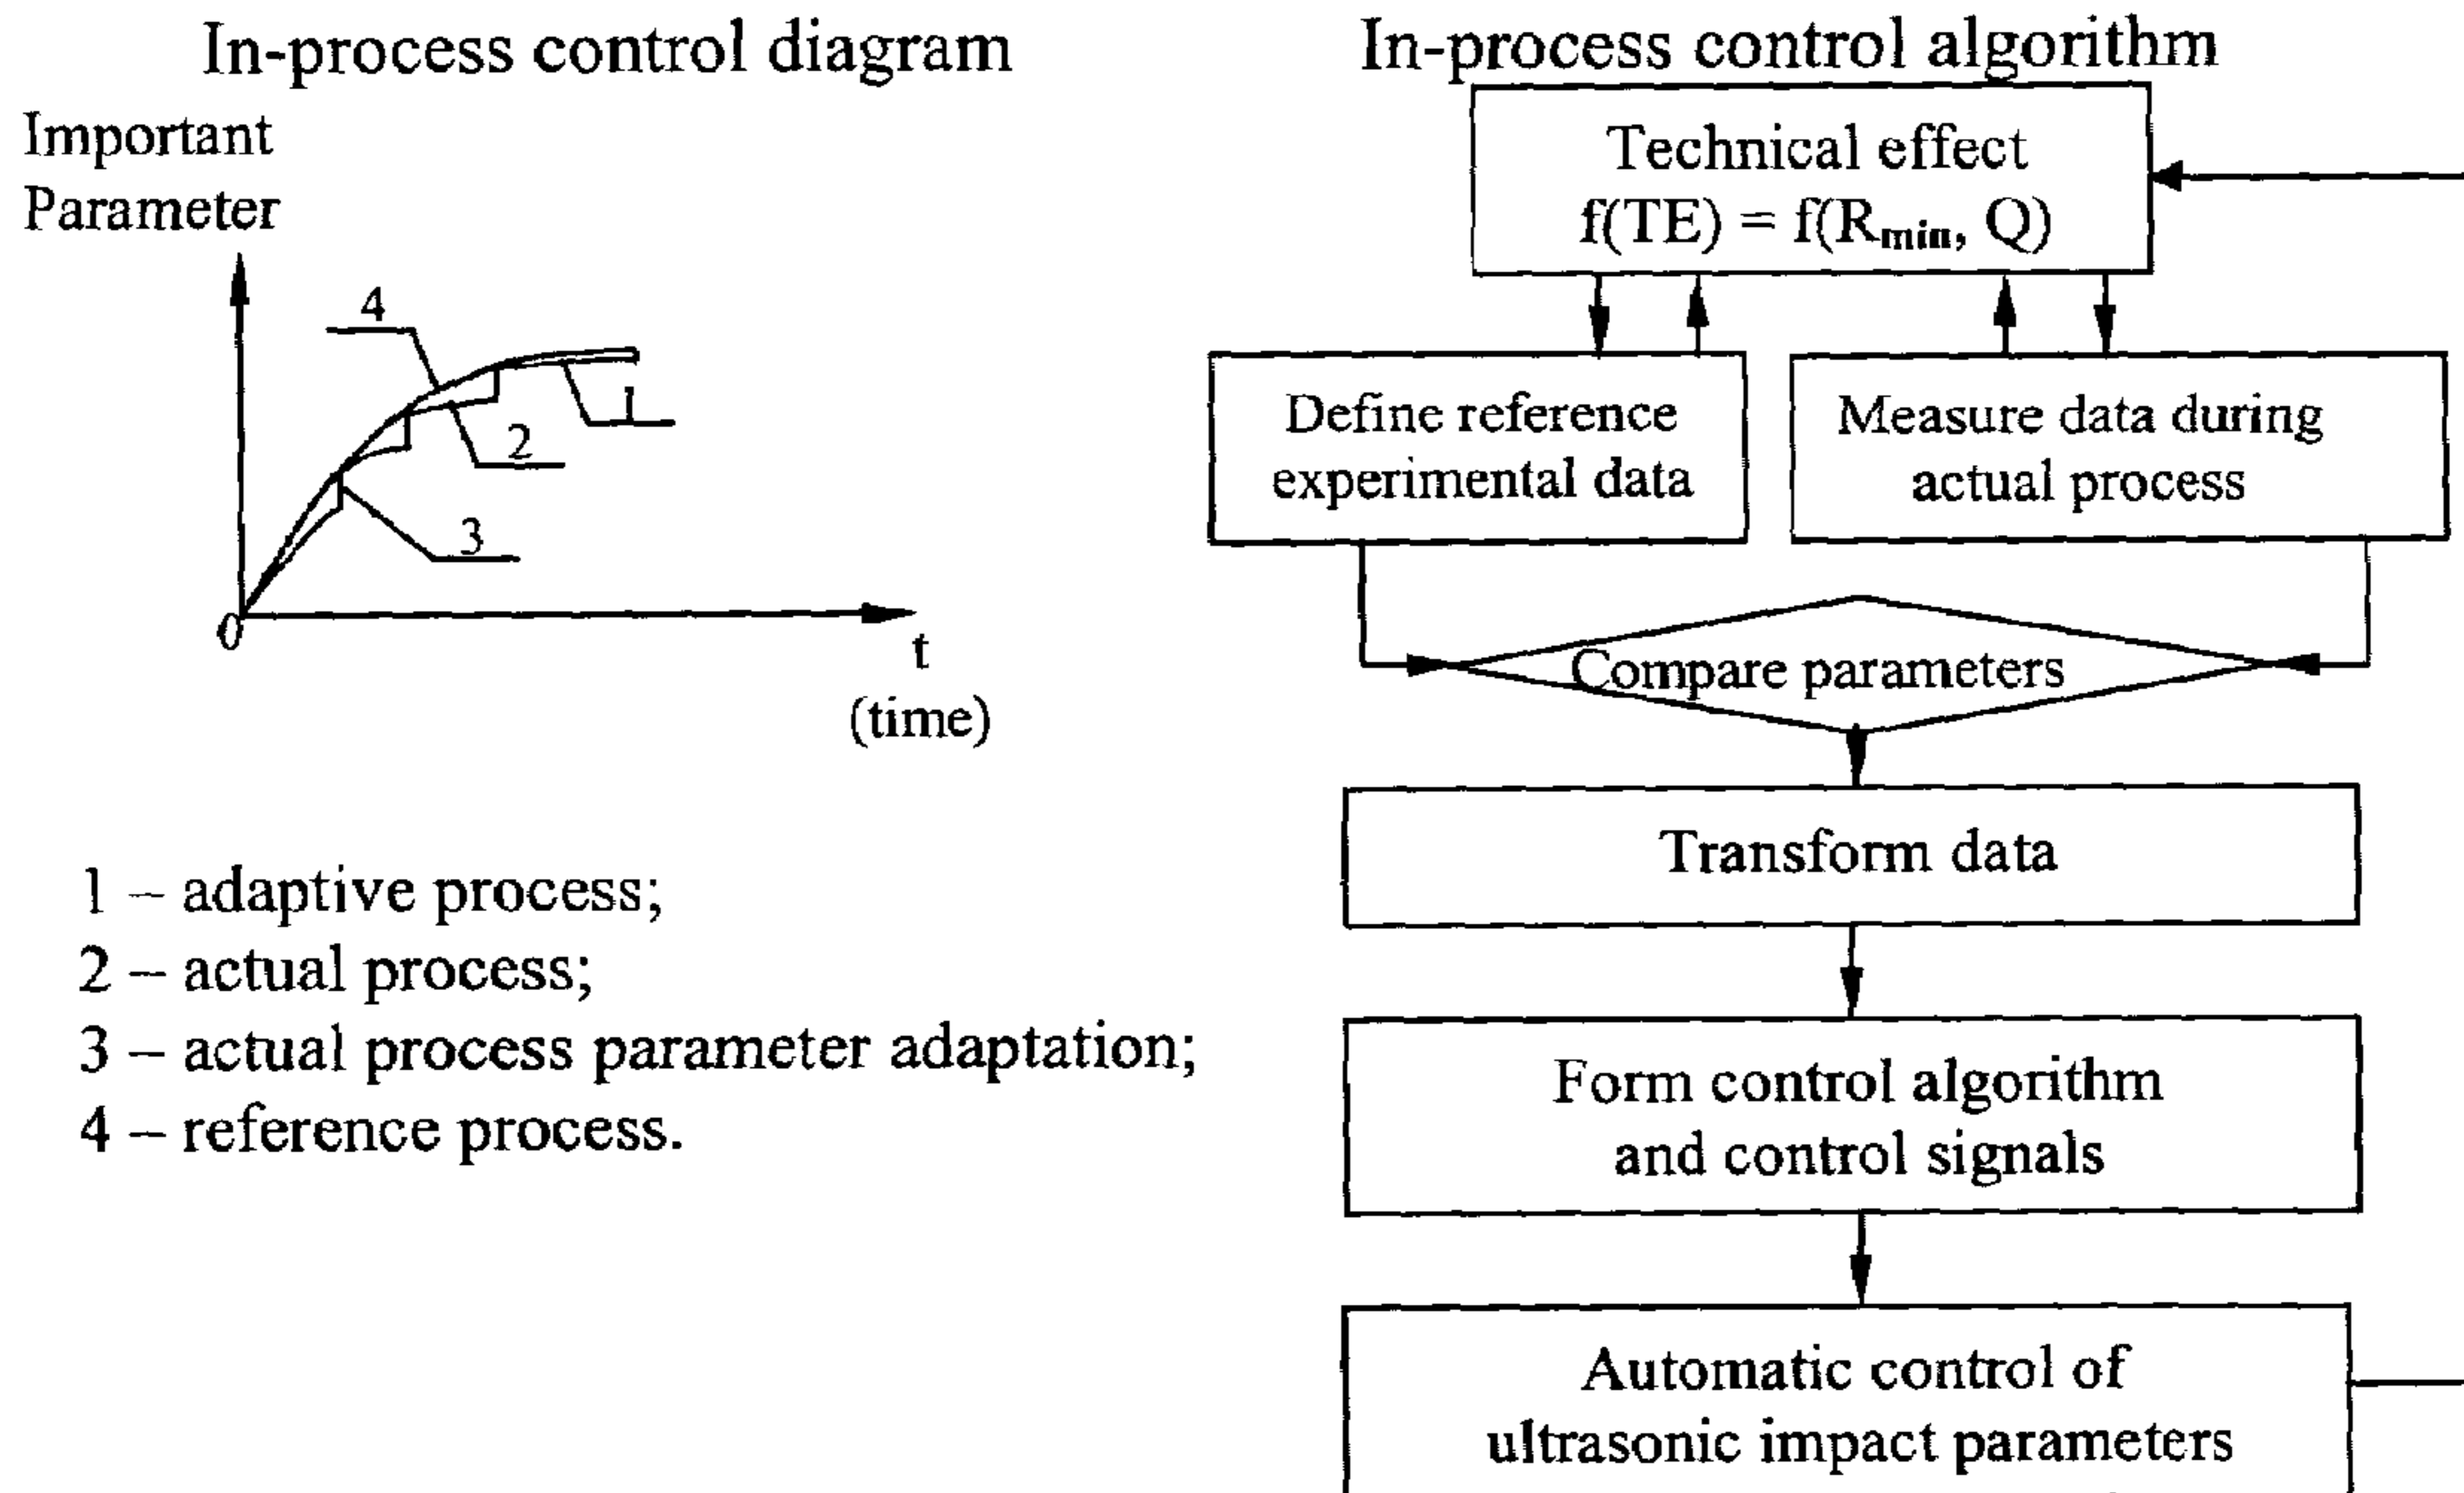 In-process control diagram
Important
Parameter
4
1
2
3
0
t
(time)
1 – adaptive process;
2 – actual process;
3 – actual process parameter adaptation;
4 – reference process.
In-process control algorithm
Technical effect
f(TE) = f(Rmin, Q)
Define reference
experimental data
Measure data during
actual process
Compare parameters
Transform data
Form control algorithm
and control signals
Automatic control of
ultrasonic impact parameters